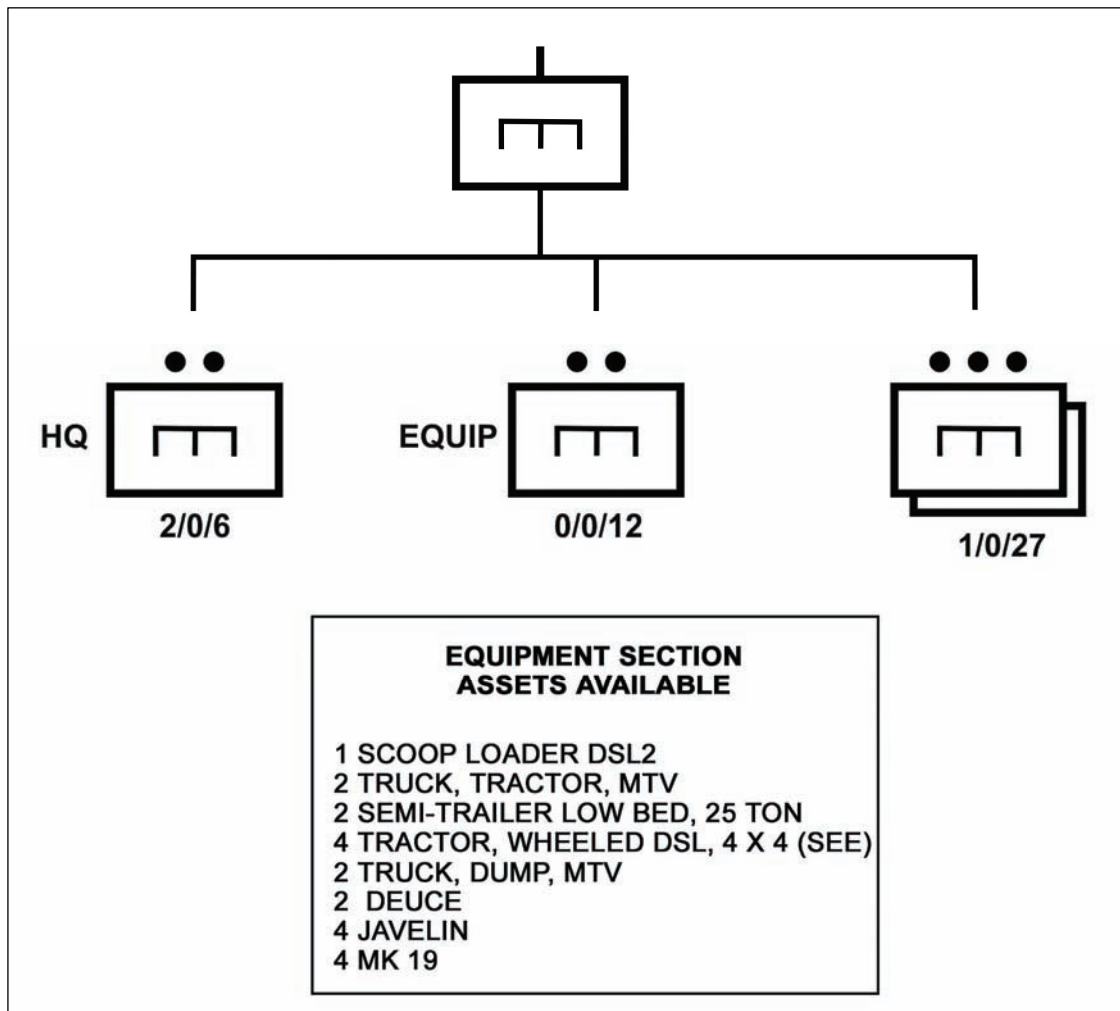 HQ
2/0/6
EQUIP
0/0/12
1/0/27
EQUIPMENT SECTION
ASSETS AVAILABLE
1 SCOOP LOADER DSL2
2 TRUCK, TRACTOR, MTV
2 SEMI-TRAILER LOW BED, 25 TON
4 TRACTOR, WHEELED DSL, 4 X 4 (SEE)
2 TRUCK, DUMP, MTV
2 DEUCE
4 JAVELIN
4 MK 19